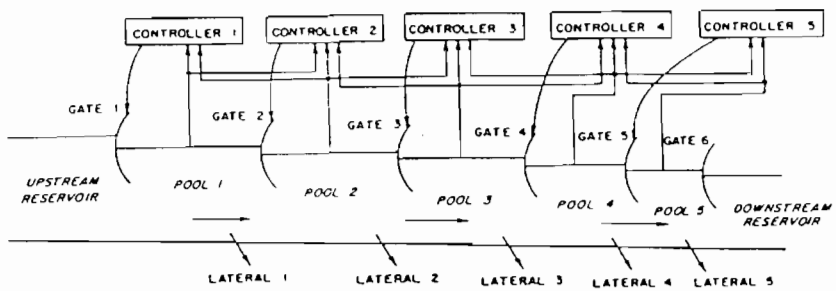 CONTROLLER 1
CONTROLLER 2
CONTROLLER 3
CONTROLLER 4
CONTROLLER 5
GATE 1
GATE 2
GATE 3
GATE 4
GATE 5
GATE 6
UPSTREAM
RESERVOIR
POOL 1
POOL 2
POOL 3
POOL 4
POOL 5
DOWNSTREAM
RESERVOIR
LATERAL 1
LATERAL 2
LATERAL 3
LATERAL 4
LATERAL 5